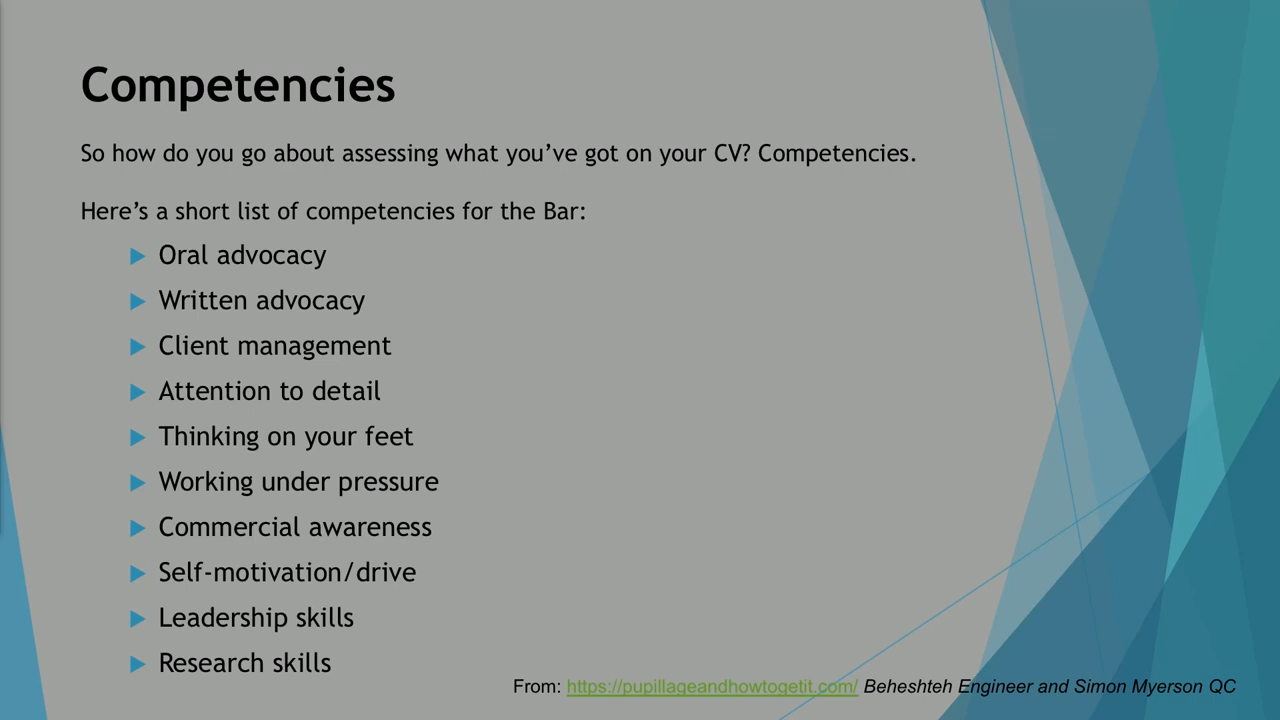 Competencies
So how do you go about assessing what you’ve got on your CV? Competencies.
Here’s a short list of competencies for the Bar:
Oral advocacy
Written advocacy
Client management
Attention to detail
Thinking on your feet
Working under pressure
Commercial awareness
Self-motivation/drive
Leadership skills
Research skills
From: https://pupillageandhowtogetit.com/ Beheshteh Engineer and Simon Myerson QC